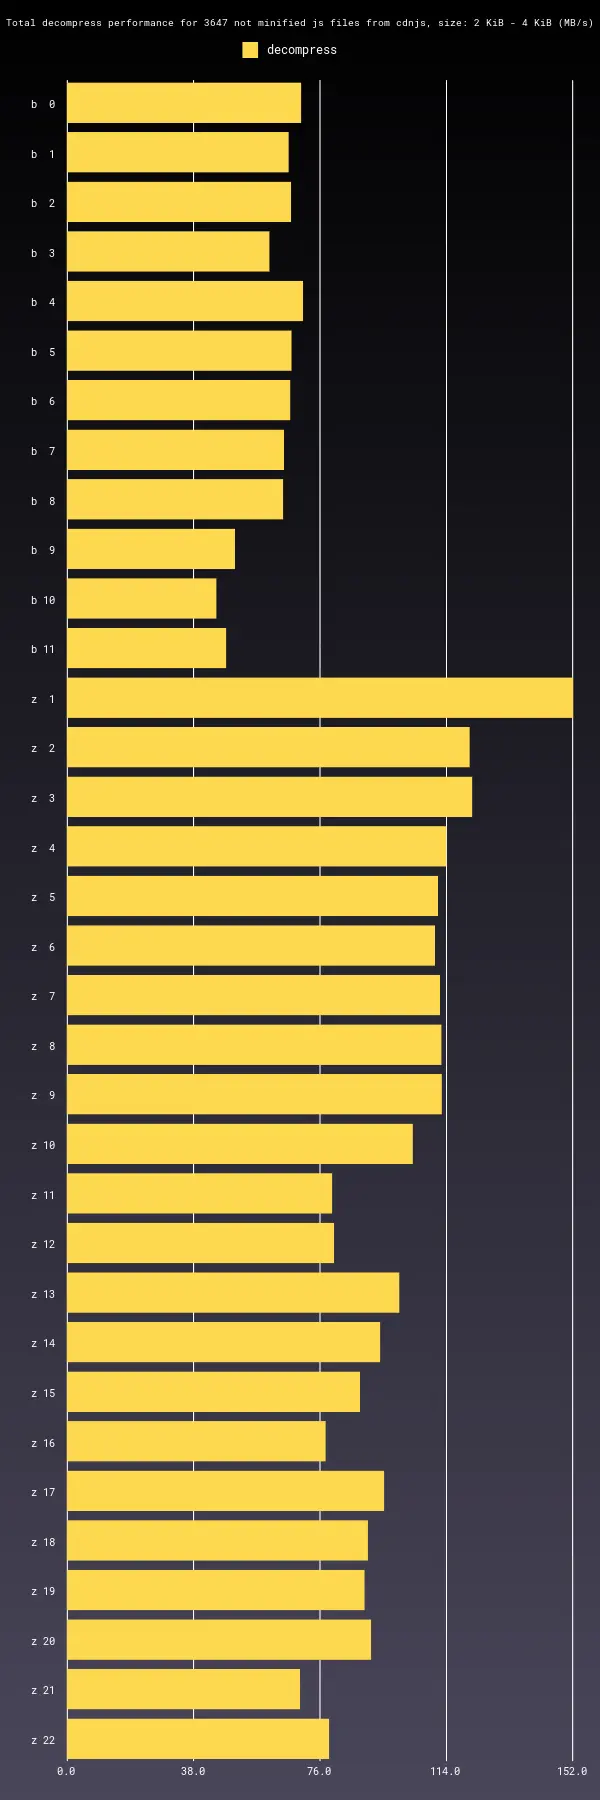 Total decompress performance for 3647 not minified js files from cdnjs, size: 2 KiB - 4 KiB (MB/s)
decompress
b 0
b 1
b 2
b 3
b 4
b 5
b 6
b 7
b 8
b 9
b 10
b 11
z 1
z 2
z 3
z 4
z 5
z 6
z 7
z 8
z 9
z 10
z 11
z 12
z 13
z 14
z 15
z 16
z 17
z 18
z 19
z 20
z 21
z 22
0.0 38.0 76.0 114.0 152.0